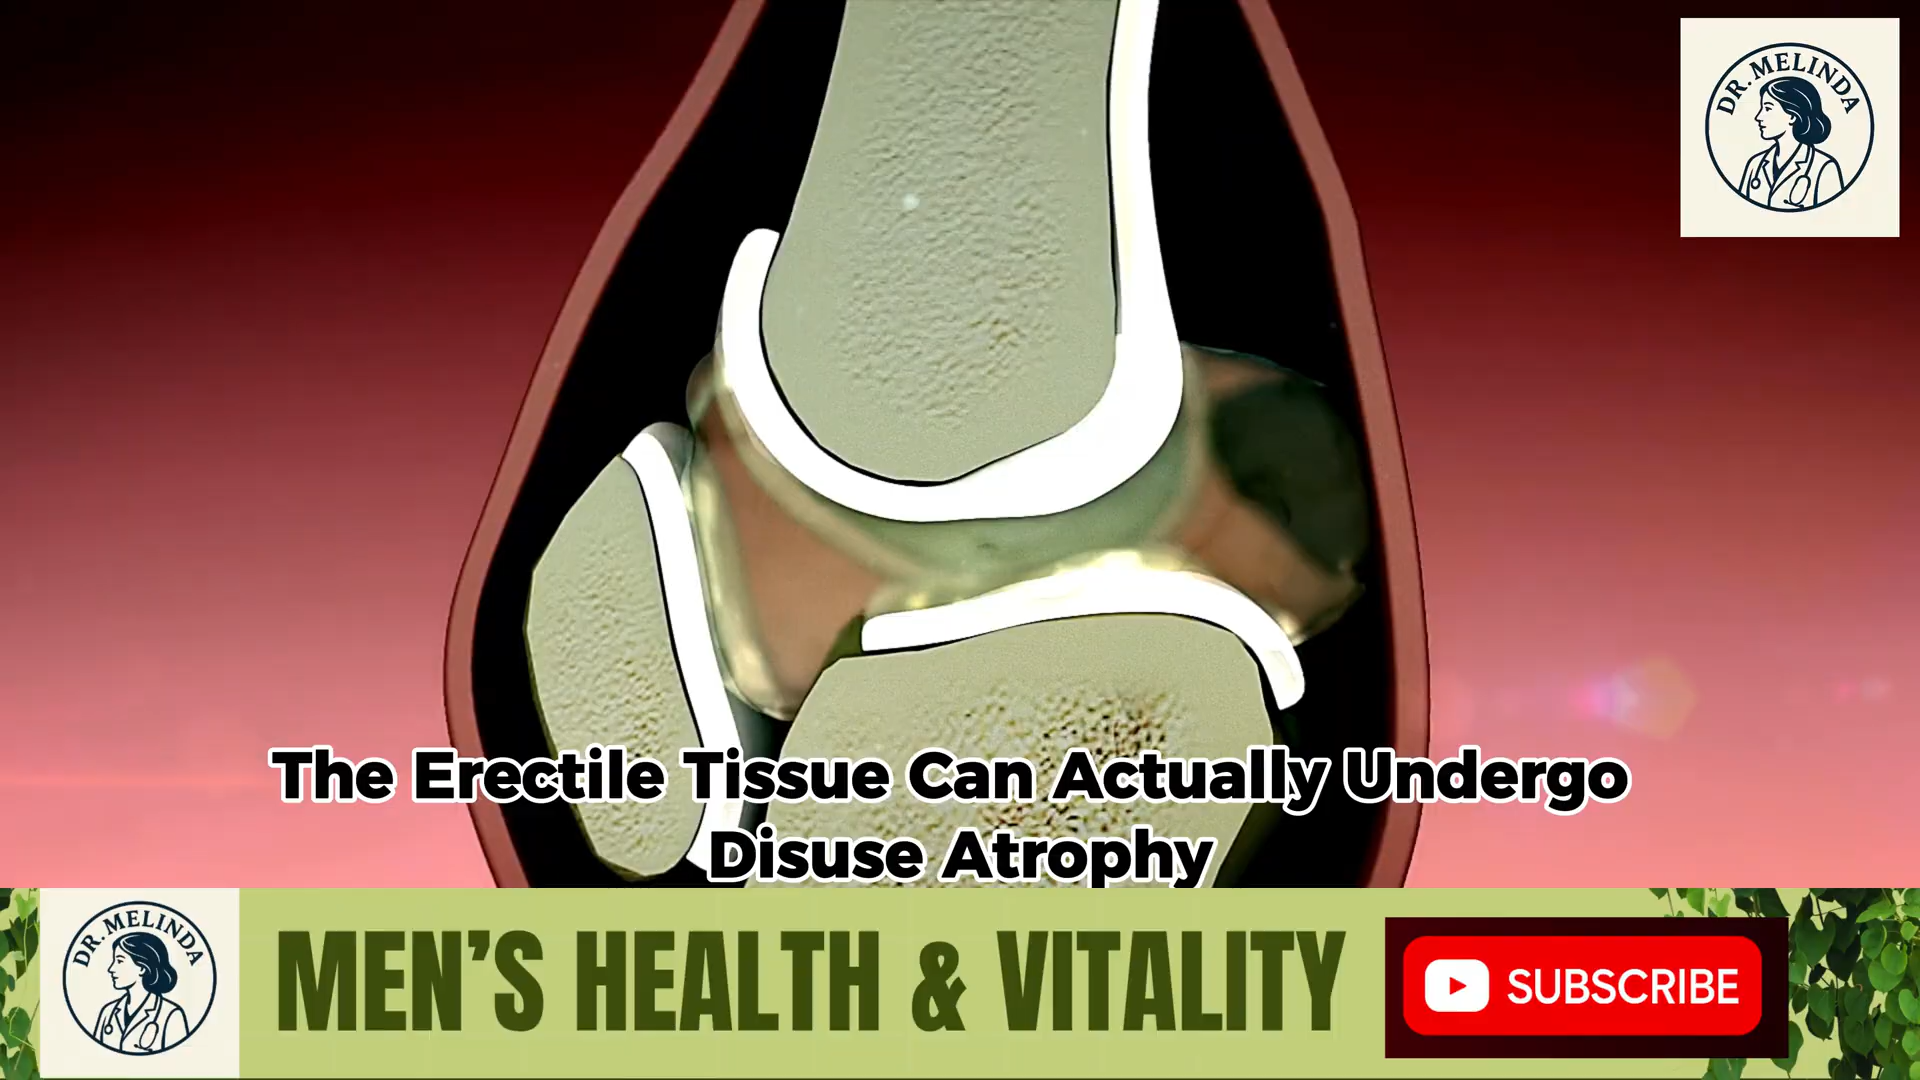 DR. MELINDA
The Erectile Tissue Can Actually Undergo
Disuse Atrophy
DR. MELINDA
MEN'S HEALTH & VITALITY
SUBSCRIBE